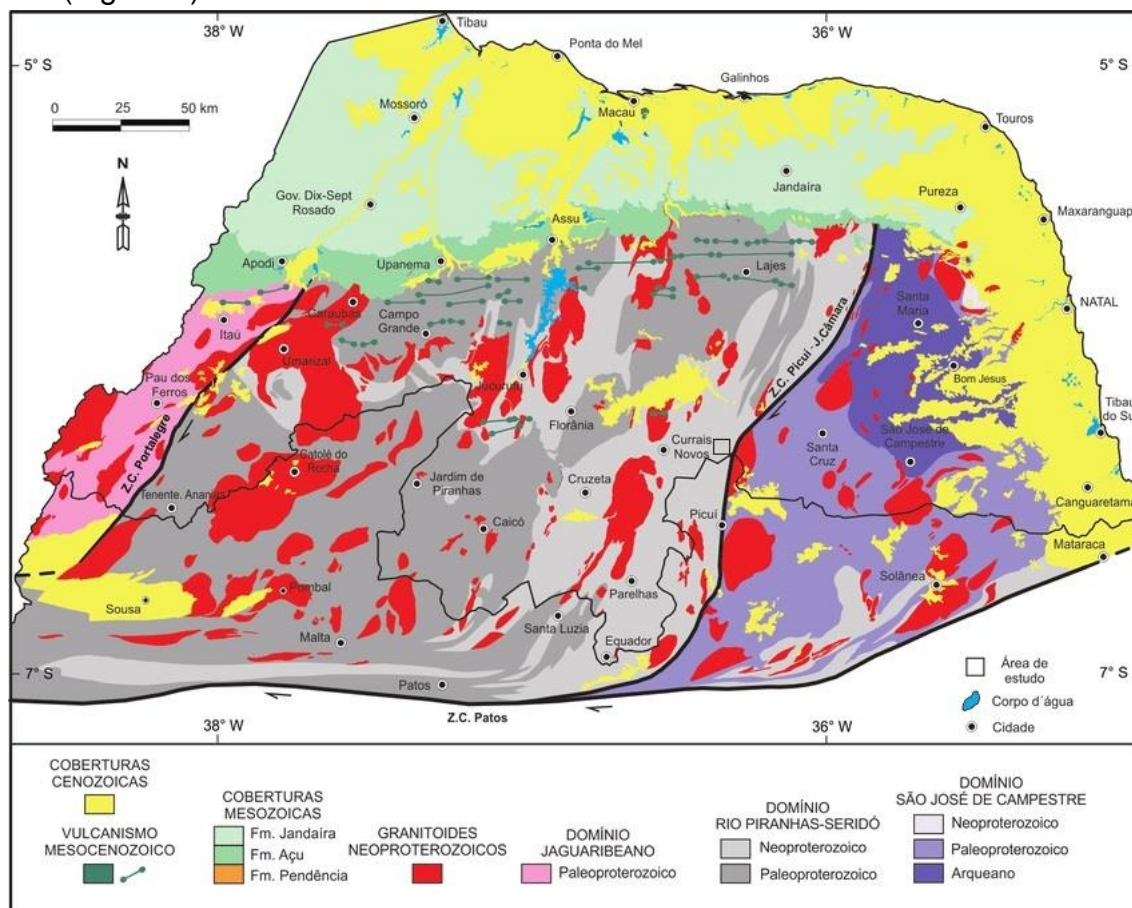 38° W
Tibau
36° W
5° S
Ponta do Mel
5° S
0 25 50 km
Galinhos
Mossoró
Macau
Touros
N
Jandaíra
Gov. Dix-Sept
Rosado
Pureza
Maxaranguap
Assu
Apodi
Upanema
Lajes
Z.C. Picuí - J.Câmara
Santa
Maria
NATAL
Caraubas
Campo
Grande
Itaú
Umarizal
Bom Jesus
Pau dos
Ferros
Jucurutu
Tibau
do Su
Florânia
São José de
Campestre
Z.C. Portalegre
Currais
Novos
Santa
Cruz
Catolé do
Rocha
Jardim de
Piranhas
Cruzeta
Canguaretama
Tenente. Ananias
Caicó
Picuí
Mataraca
Sousa
Pombal
Parelhas
Solânea
Santa Luzia
Malta
Equador
7° S
Patos
7° S
Z.C. Patos
Área de
estudo
Corpo d´água
Cidade
38° W
36° W
COBERTURAS
CENOZOICAS
VULCANISMO
MESOCENOZOICO
COBERTURAS
MESOZOICAS
Fm. Jandaíra
Fm. Açu
Fm. Pendência
GRANITOIDES
NEOPROTEROZOICOS
DOMÍNIO
JAGUARIBEANO
Paleoproterozoico
DOMÍNIO
RIO PIRANHAS-SERIDÓ
Neoproterozoico
Paleoproterozoico
DOMÍNIO
SÃO JOSÉ DE CAMPESTRE
Neoproterozoico
Paleoproterozoico
Arqueano